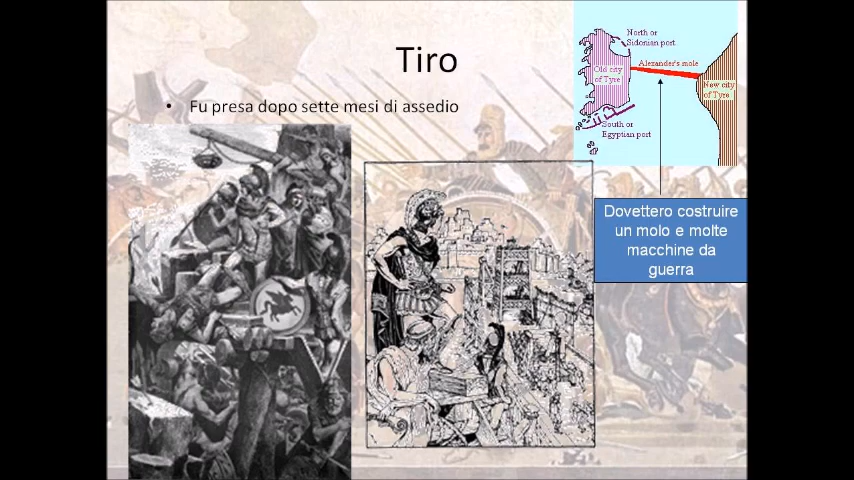 Tiro
• Fu presa dopo sette mesi di assedio
North or
Sidonian port
Alexander's mole
Old city
of Tyre
New city
of Tyre
South or
Egyptian port
Dovettero costruire
un molo e molte
macchine da
guerra